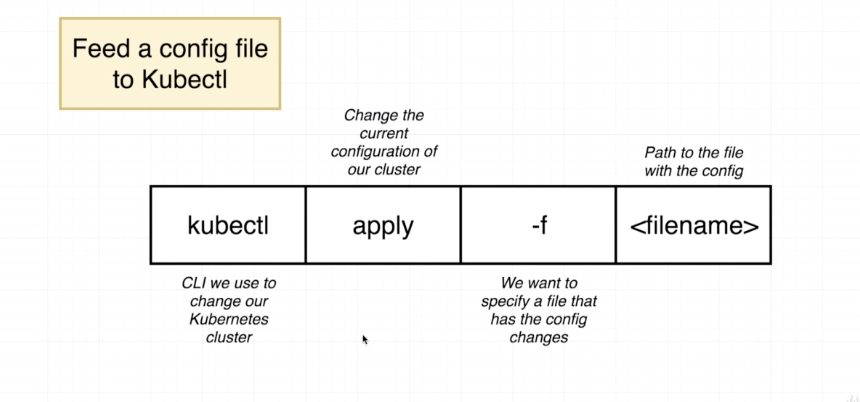 Feed a config file
to Kubectl
Change the
current
configuration of
our cluster
Path to the file
with the config
kubectl
apply
-f
<filename>
CLI we use to
change our
Kubernetes
cluster
We want to
specify a file that
has the config
changes